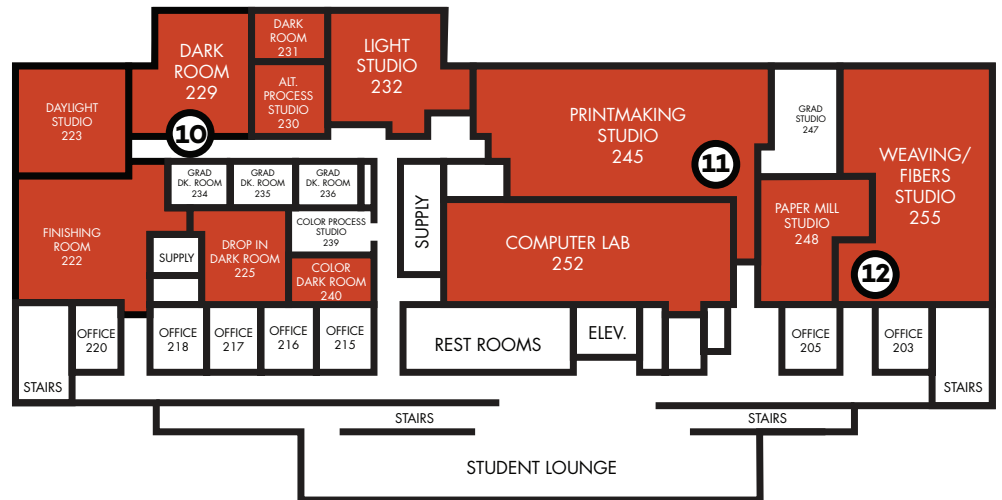 DARK
ROOM
229
DARK
ROOM
231
ALT.
PROCESS
STUDIO
230
LIGHT
STUDIO
232
DAYLIGHT
STUDIO
223
10
PRINTMAKING
STUDIO
245
11
GRAD
STUDIO
247
WEAVING/
FIBERS
STUDIO
255
GRAD
DK. ROOM
234
GRAD
DK. ROOM
235
GRAD
DK. ROOM
236
SUPPLY
FINISHING
ROOM
222
SUPPLY
DROP IN
DARK ROOM
225
COLOR PROCESS
STUDIO
239
COLOR
DARK ROOM
240
COMPUTER LAB
252
PAPER MILL
STUDIO
248
12
OFFICE
220
OFFICE
218
OFFICE
217
OFFICE
216
OFFICE
215
REST ROOMS
ELEV.
OFFICE
205
OFFICE
203
STAIRS
STAIRS
STAIRS
STAIRS
STUDENT LOUNGE